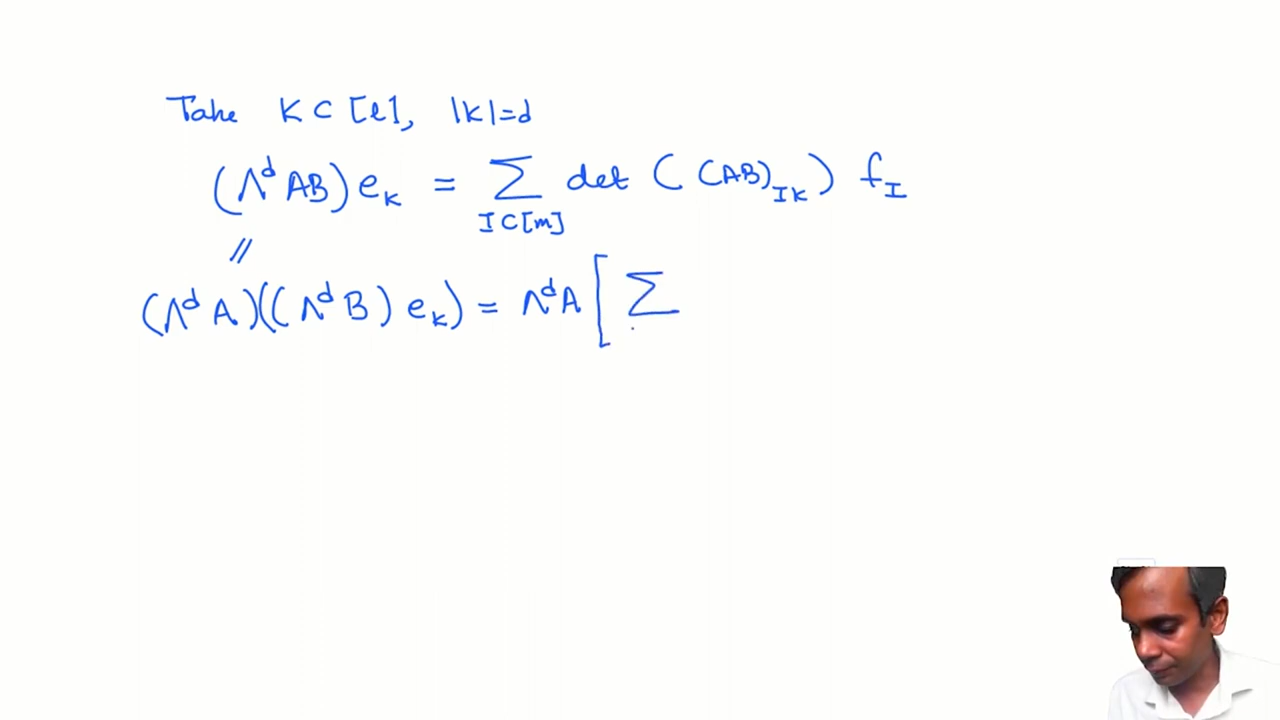 Take K ⊂ [l], |K|=d
(Λ^d AB) e_K = Σ_{I⊂[m]} det ( (AB)_{IK} ) f_I
//
(Λ^d A)((Λ^d B) e_K) = Λ^d A [ Σ